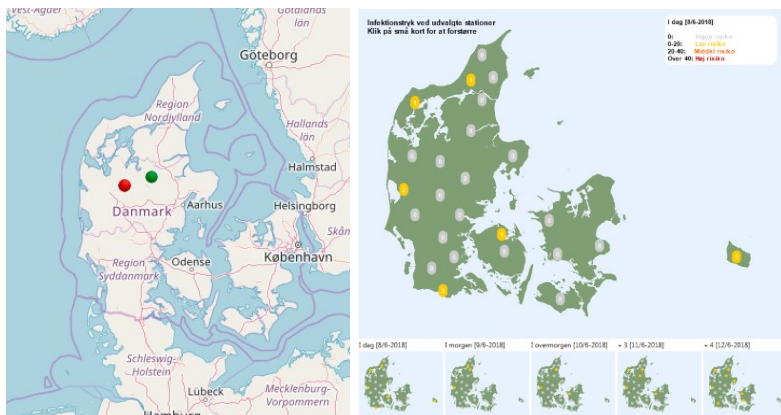 Vest-Agder
Götalands
län
Göteborg
Region
Nordjylland
Hallands
län
Halmstad
Aarhus
Danmark
Helsingborg
Skån
København
Odense
Region
Syddanmark
Schleswig-
Holstein
Lübeck
Mecklenburg-
Vorpommern
Hamburg
Infektionstryk ved udvalgte stationer
Klik på små kort for at forstørre
I dag [8/6-2018]
0: Ingen risiko
0-20: Lav risiko
20-40: Middel risiko
Over 40: Høj risiko
I dag [8/6-2018]
I morgen [9/6-2018]
I overmorgen [10/6-2018]
+ 3 [11/6-2018]
+ 4 [12/6-2018]